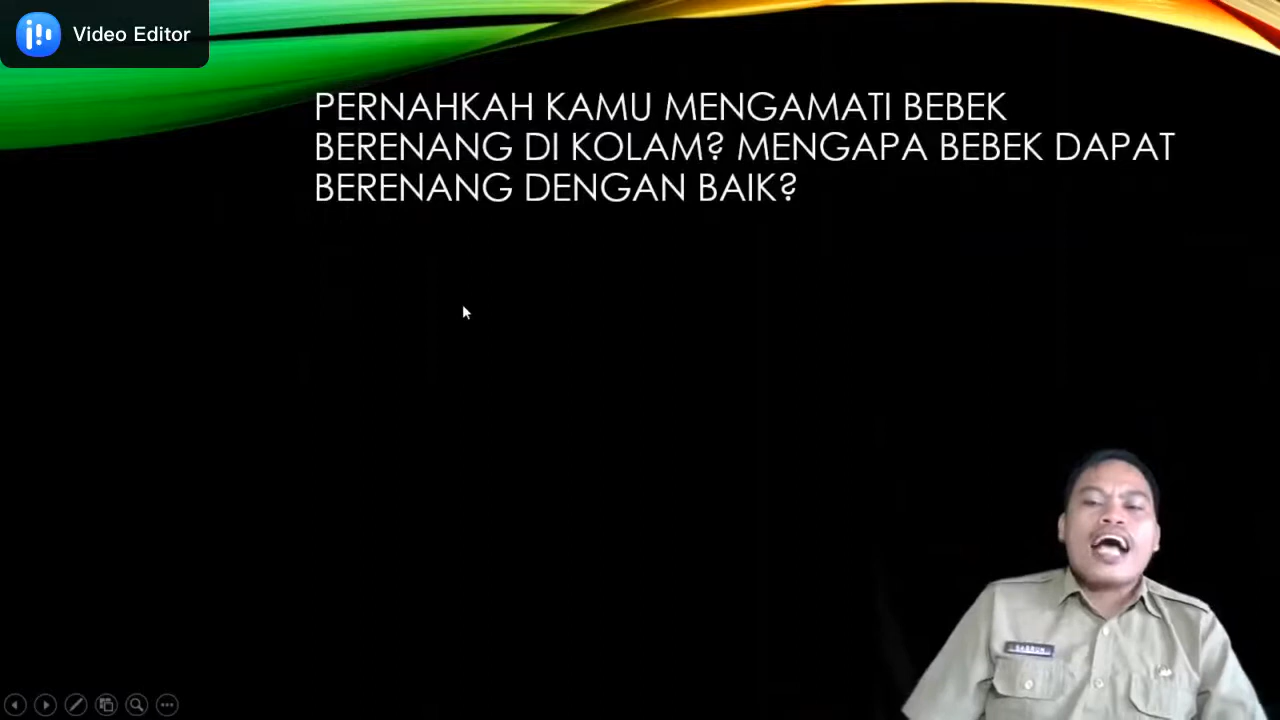 Video Editor
PERNAHKAH KAMU MENGAMATI BEBEK
BERENANG DI KOLAM? MENGAPA BEBEK DAPAT
BERENANG DENGAN BAIK?